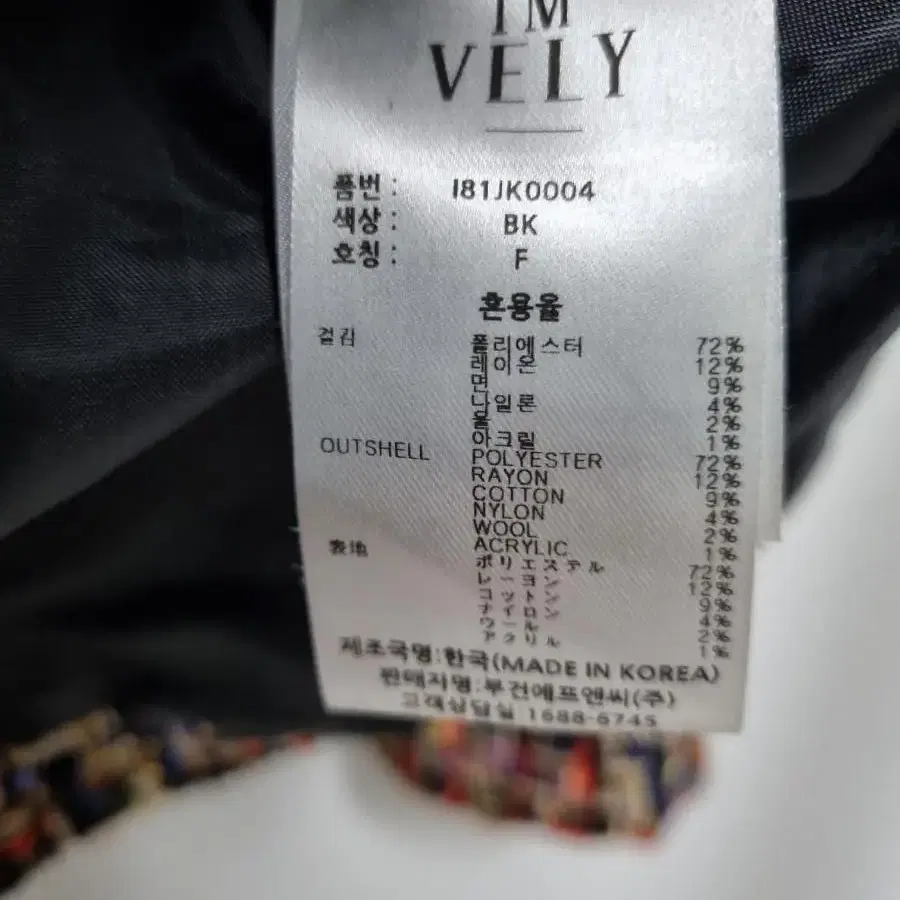 I'M
VELY
품번 : I81JK0004
색상 : BK
호칭 : F
혼용율
겉감 폴리에스터 72%
레이온 12%
면 9%
나일론 4%
울 2%
아크릴 1%
OUTSHELL POLYESTER 72%
RAYON 12%
COTTON 9%
NYLON 4%
WOOL 2%
ACRYLIC 1%
表地 ポリエステル 72%
レーヨン 12%
コットン 9%
ナイロン 4%
ウール 2%
アクリル 1%
제조국명:한국(MADE IN KOREA)
판매자명:부건에프앤씨(주)
고객상담실 1688-6745